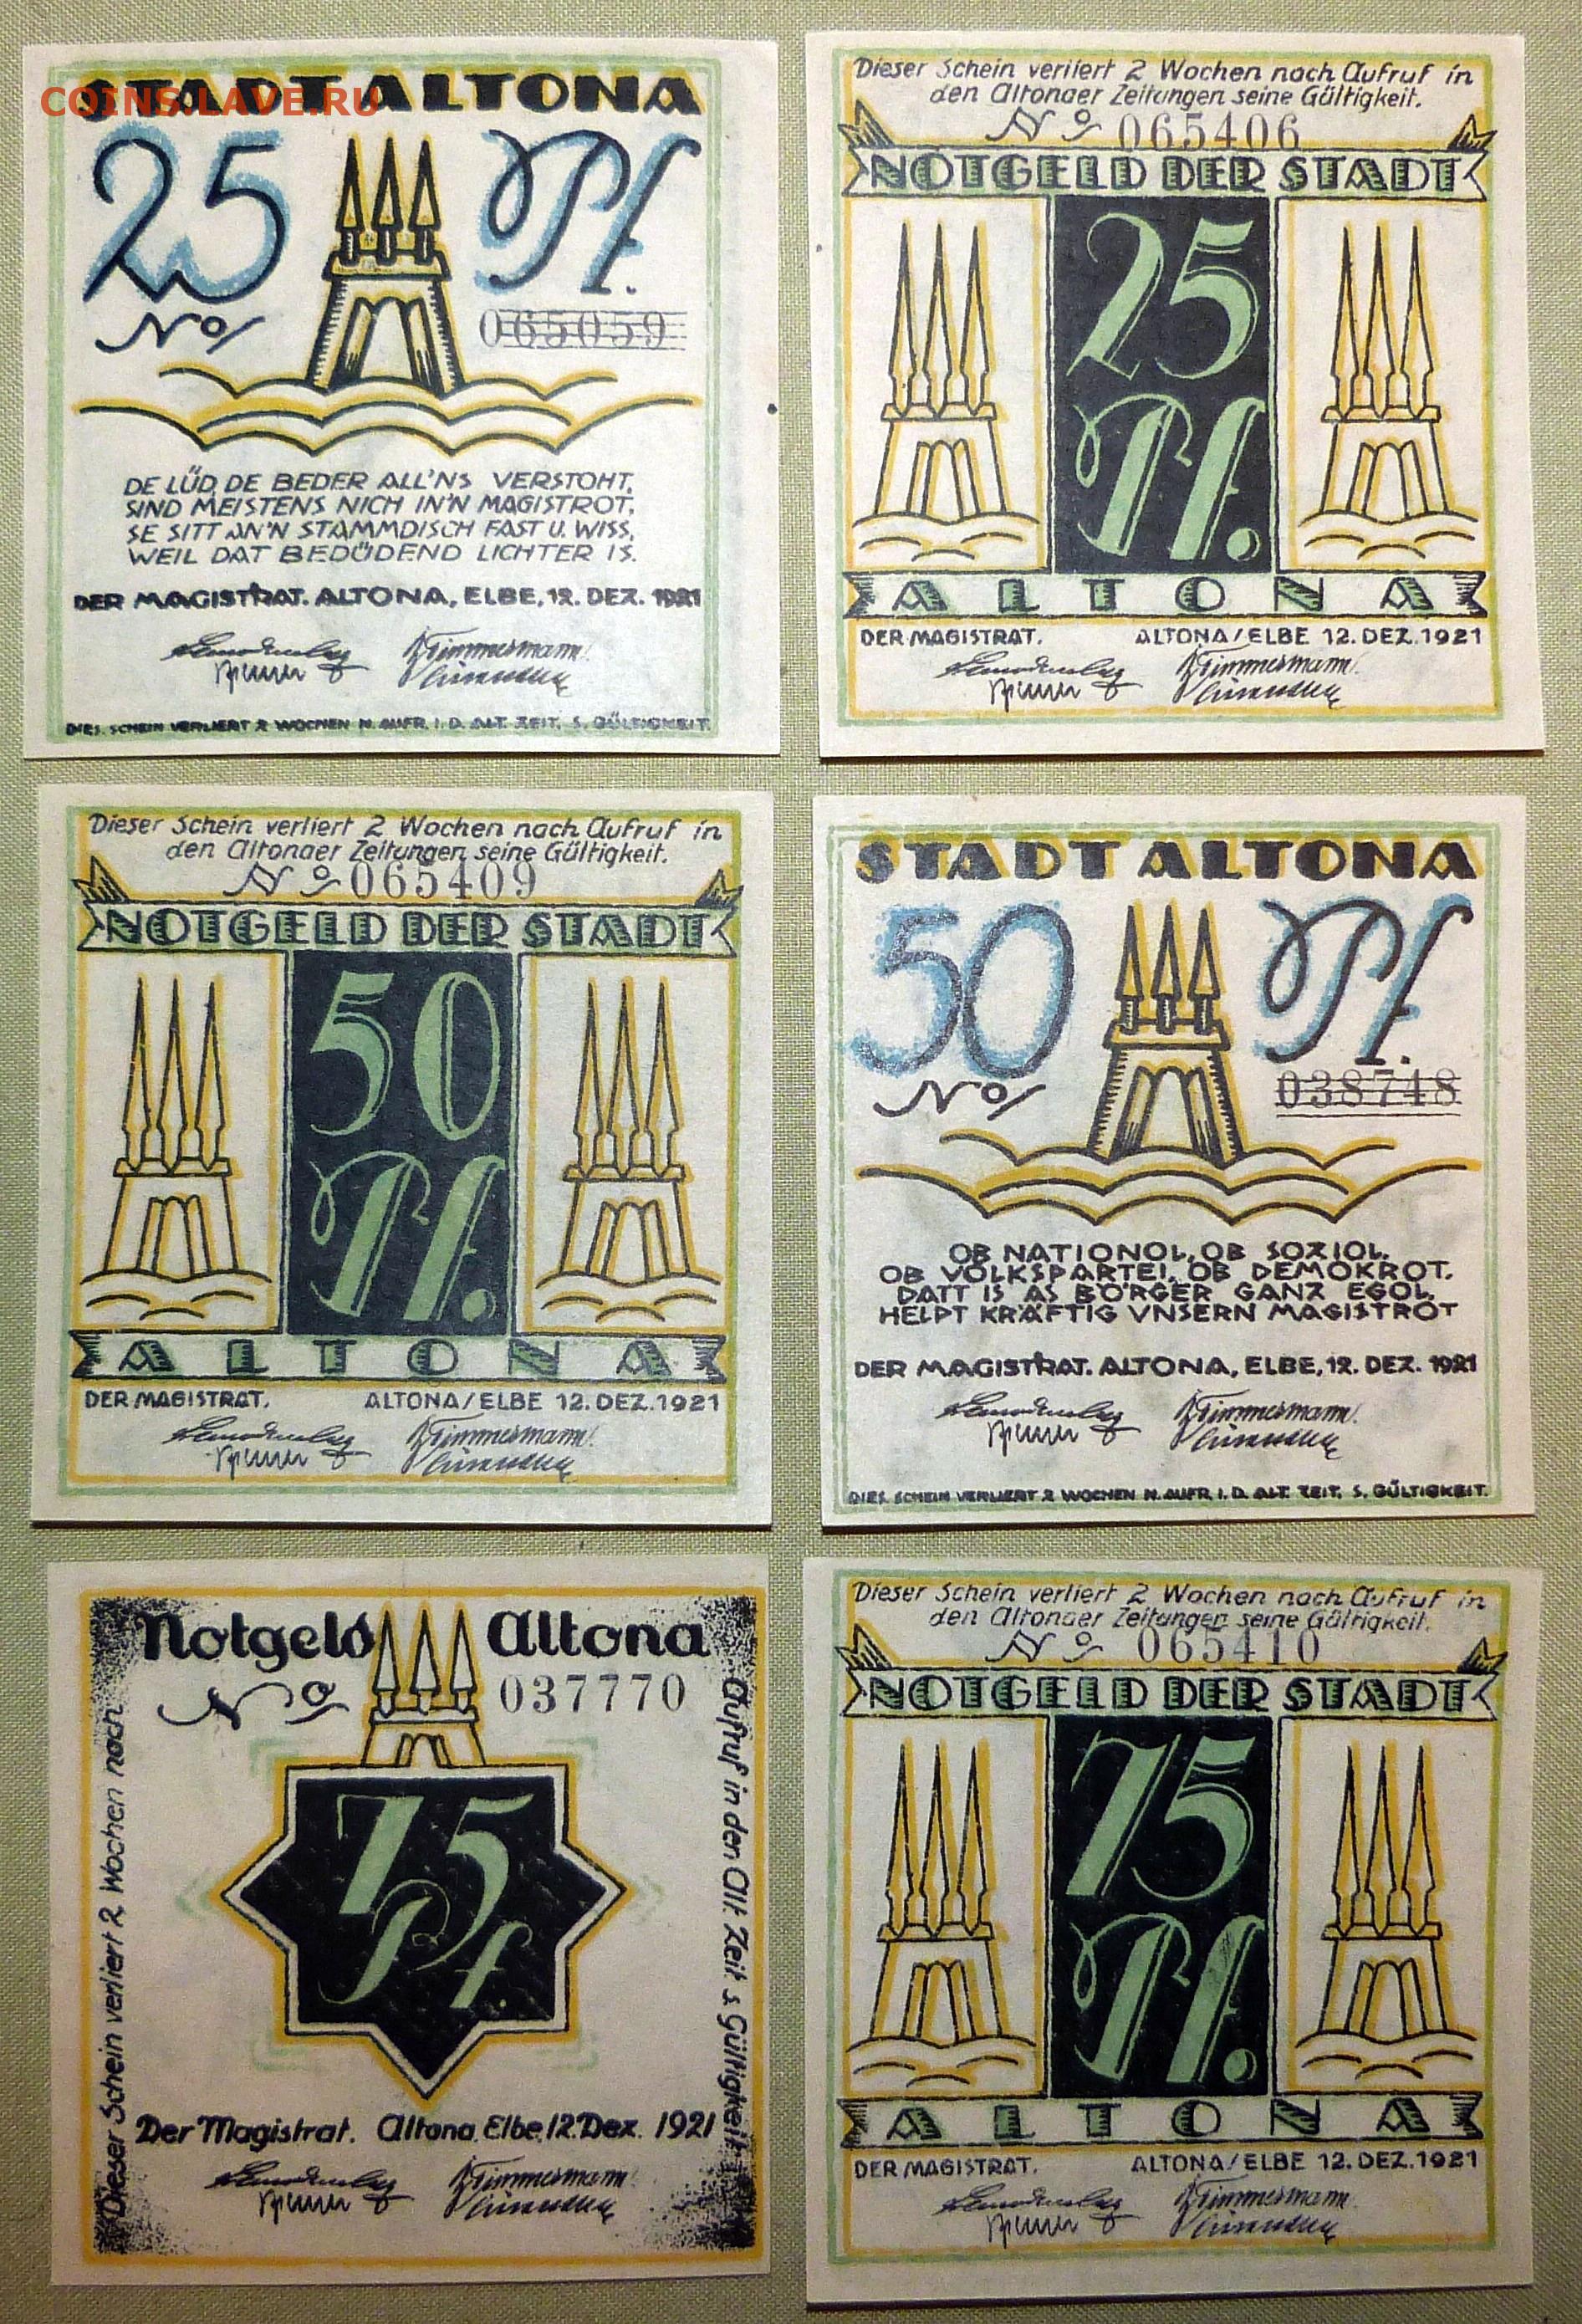 COINS.LAVE.RU
STADT ALTONA
25 Pf.
No/ 065059
DE LÜD, DE BEDER ALL'NS VERSTOHT,
SIND MEISTENS NICH IN'N MAGISTROT,
SE SITT AN'N STAMMDISCH FAST U. WISS,
WEIL DAT BEDÜDEND LICHTER IS.
DER MAGISTRAT. ALTONA, ELBE, 12. DEZ. 1921
DIES. SCHEIN VERLIERT 2 WOCHEN N. AUFR. I. D. ALT. ZEIT. S. GÜLTIGKEIT.
Dieser Schein verliert 2 Wochen nach Aufruf in
den Altonaer Zeitungen seine Gültigkeit.
No 065406
NOTGELD DER STADT
25
Pf.
ALTONA
DER MAGISTRAT. ALTONA/ELBE 12. DEZ. 1921
Dieser Schein verliert 2 Wochen nach Aufruf in
den Altonaer Zeitungen seine Gültigkeit.
No 065409
NOTGELD DER STADT
50
Pf.
ALTONA
DER MAGISTRAT. ALTONA/ELBE 12. DEZ. 1921
STADT ALTONA
50 Pf.
No/ 038748
OB NATIONOL, OB SOZIOL,
OB VOLKSPARTEI, OB DEMOKROT,
DATT IS AS BÖRGER GANZ EGOL,
HELPT KRÄFTIG VNSERN MAGISTROT
DER MAGISTRAT. ALTONA, ELBE, 12. DEZ. 1921
DIES. SCHEIN VERLIERT 2 WOCHEN N. AUFR. I. D. ALT. ZEIT. S. GÜLTIGKEIT.
Notgeld Altona
No 037770
75
Pf.
Dieser Schein verliert 2 Wochen nach
Aufruf in den Alt. Zeit. s. Gültigkeit.
Der Magistrat. Altona, Elbe, 12. Dez. 1921
Dieser Schein verliert 2 Wochen nach Aufruf in
den Altonaer Zeitungen seine Gültigkeit.
No 065410
NOTGELD DER STADT
75
Pf.
ALTONA
DER MAGISTRAT. ALTONA/ELBE 12. DEZ. 1921